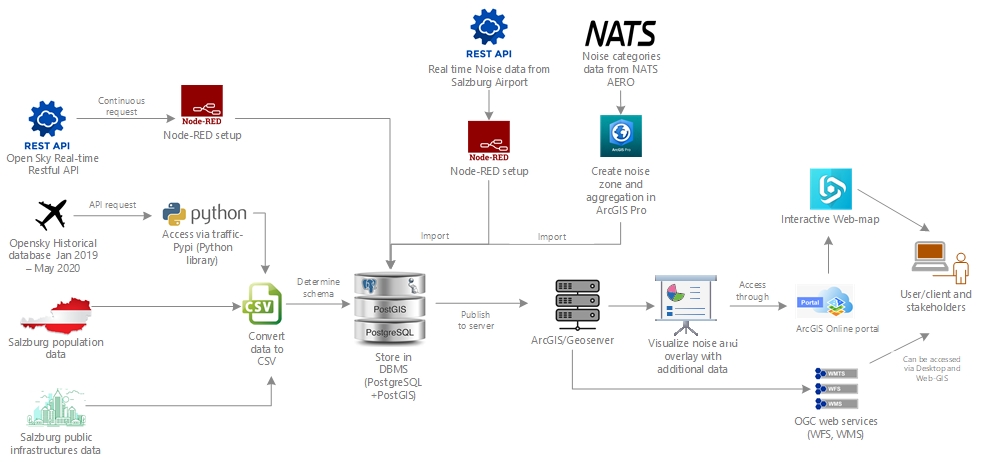 REST API
Real time Noise data from
Salzburg Airport
NATS
Noise categories
data from NATS
AERO
Continuous
request
Node-RED
Node-RED setup
REST API
Open Sky Real-time
Restful API
Node-RED
Node-RED setup
ArcGIS Pro
Create noise
zone and
aggregation in
ArcGIS Pro
API request
python
Access via traffic-
Pypi (Python
library)
Opensky Historical
database Jan 2019
– May 2020
Import
Import
Interactive Web-map
Determine
schema
CSV
Convert
data to
CSV
Salzburg population
data
PostGIS
PostgreSQL
Store in
DBMS
(PostgreSQL
+PostGIS)
Publish
to server
ArcGIS/Geoserver
Visualize noise and
overlay with
additional data
Access
through
Portal
ArcGIS Online portal
User/client and
stakeholders
Can be accessed
via Desktop and
Web-GIS
WMTS
WFS
WMS
OGC web services
(WFS, WMS)
Salzburg public
infrastructures data